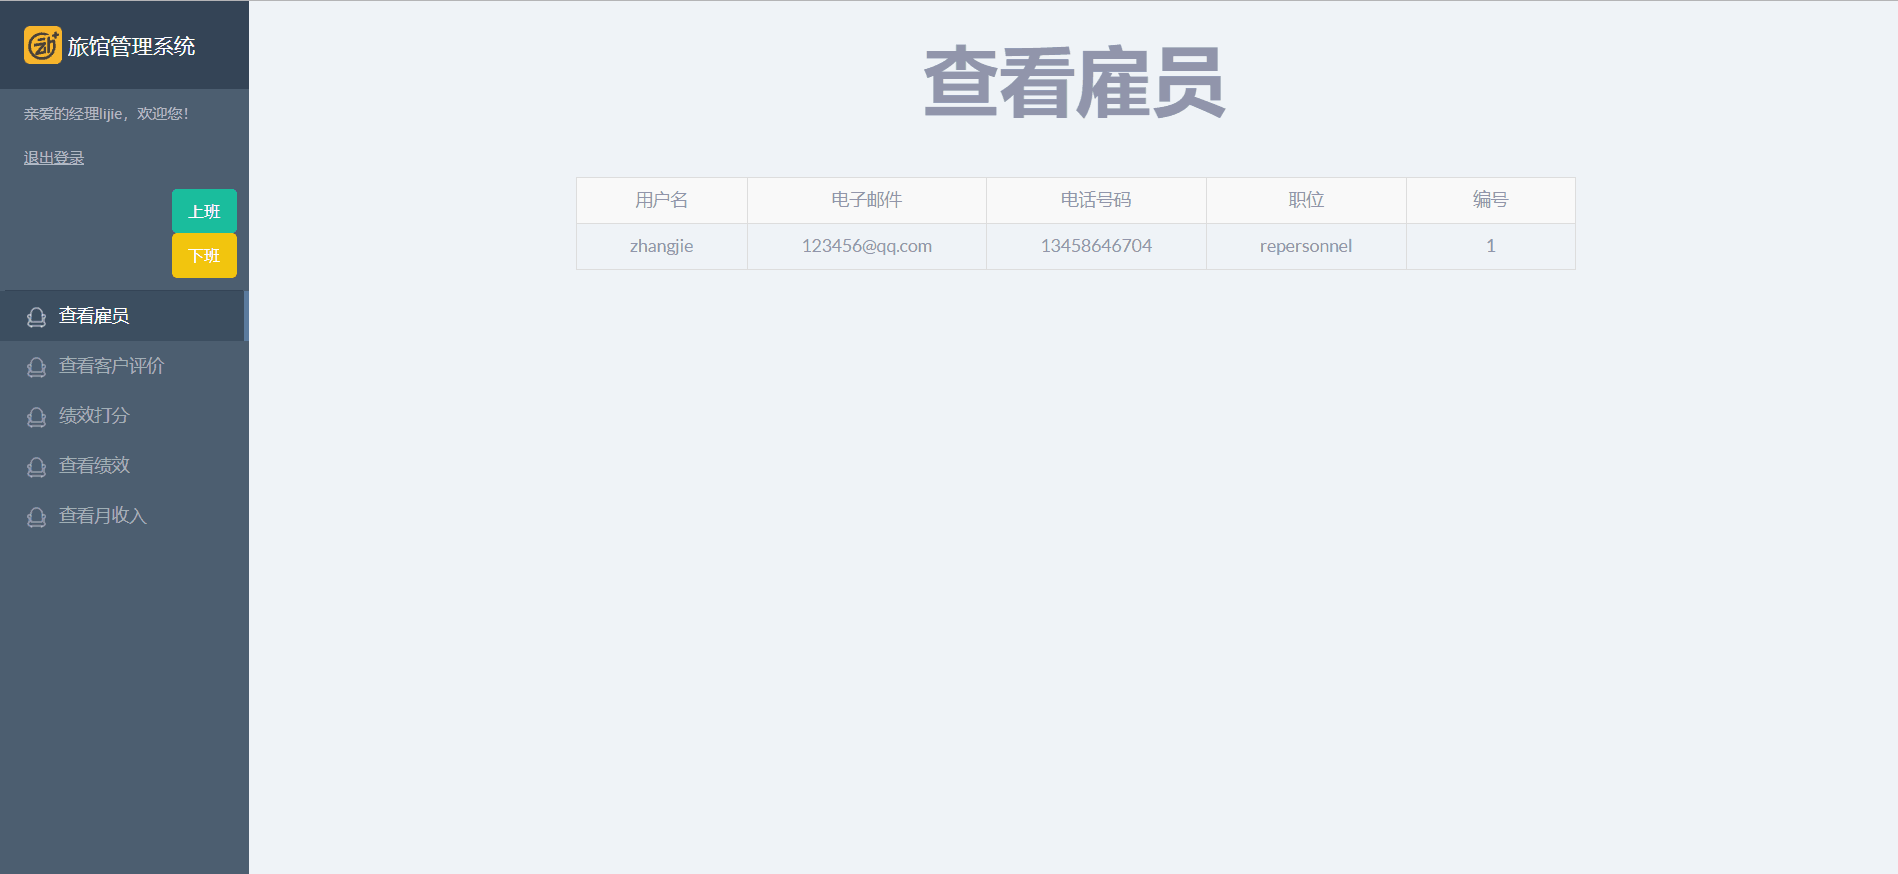 旅馆管理系统
亲爱的经理lijie，欢迎您！
退出登录
上班
下班
查看雇员
查看客户评价
绩效打分
查看绩效
查看月收入
查看雇员
用户名 电子邮件 电话号码 职位 编号
zhangjie 123456@qq.com 13458646704 repersonnel 1